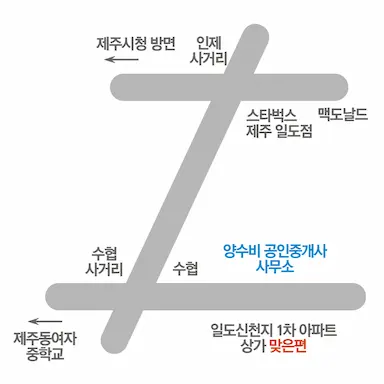 제주시청 방면
인제
사거리
스타벅스
제주 일도점
맥도날드
수협
사거리
수협
양수비 공인중개사
사무소
제주동여자
중학교
일도신천지 1차 아파트
상가 맞은편